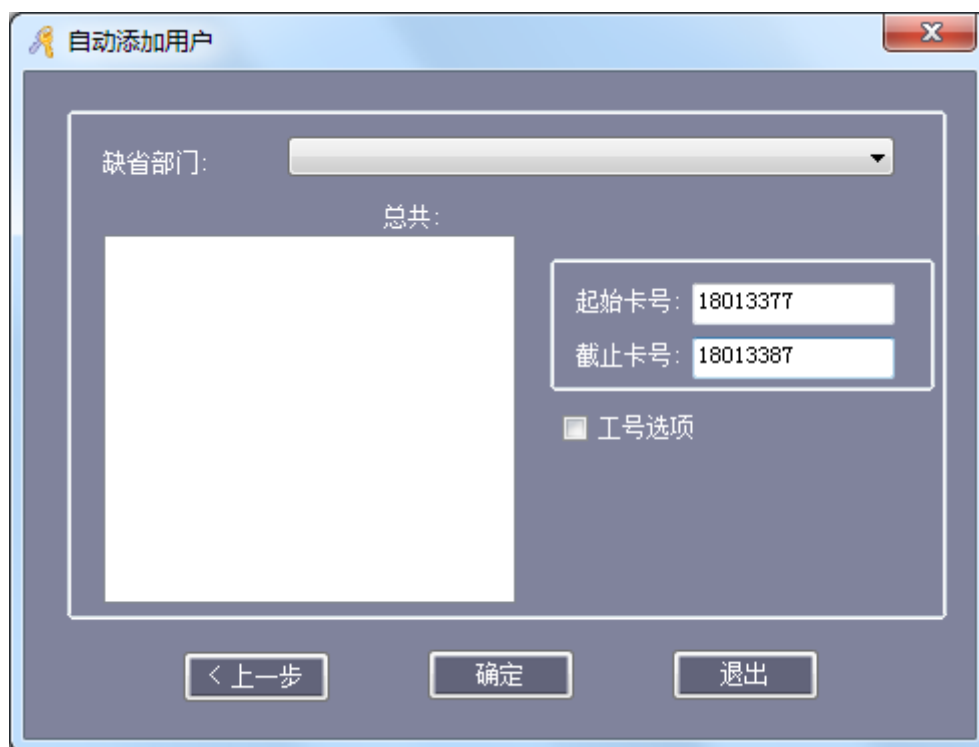 自动添加用户
缺省部门:
总共:
起始卡号: 18013377
截止卡号: 18013387
工号选项
< 上一步
确定
退出